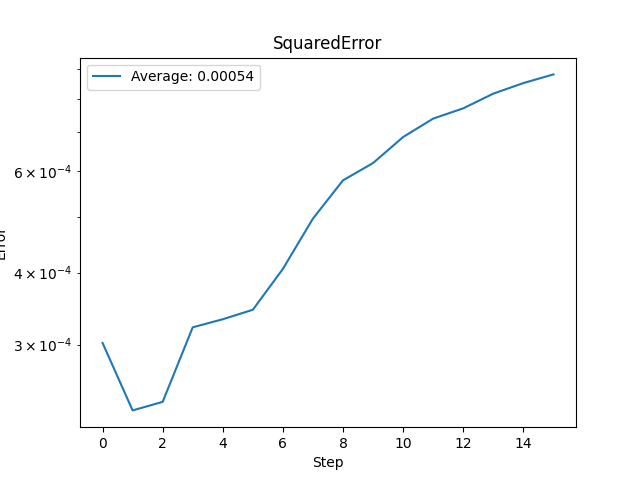 SquaredError
Average: 0.00054
6 × 10⁻⁴
4 × 10⁻⁴
3 × 10⁻⁴
Error
0 2 4 6 8 10 12 14
Step